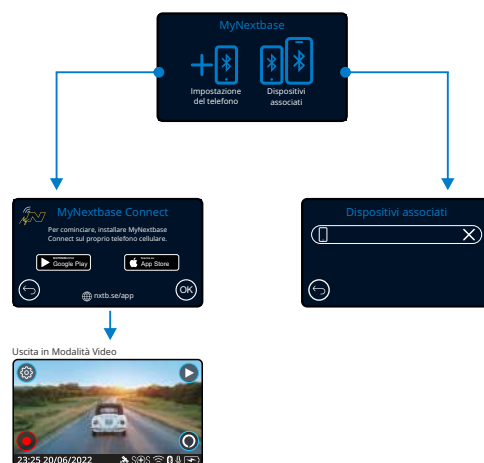 MyNextbase
Impostazione
del telefono
Dispositivi
associati
MyNextbase Connect
Per cominciare, installare MyNextbase
Connect sul proprio telefono cellulare.
Google Play
App Store
nxtb.se/app
OK
Dispositivi associati
Uscita in Modalità Video
23:25 20/06/2022
SOS